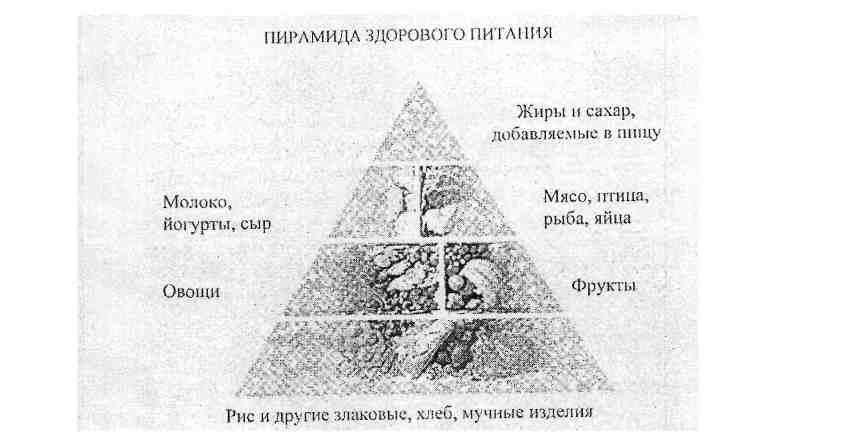 ПИРАМИДА ЗДОРОВОГО ПИТАНИЯ
Жиры и сахар,
добавляемые в пищу
Молоко,
йогурты, сыр
Мясо, птица,
рыба, яйца
Овощи
Фрукты
Рис и другие злаковые, хлеб, мучные изделия